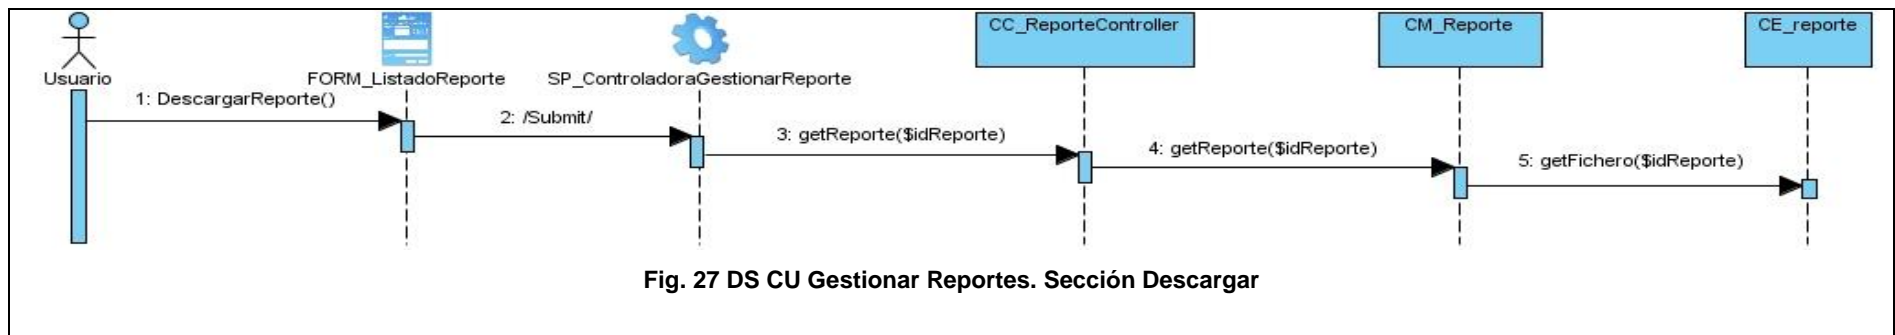 CC_ReporteController
CM_Reporte
CE_reporte
Usuario
FORM_ListadoReporte
SP_ControladoraGestionarReporte
1: DescargarReporte()
2: /Submit/
3: getReporte($idReporte)
4: getReporte($idReporte)
5: getFichero($idReporte)
Fig. 27 DS CU Gestionar Reportes. Sección Descargar